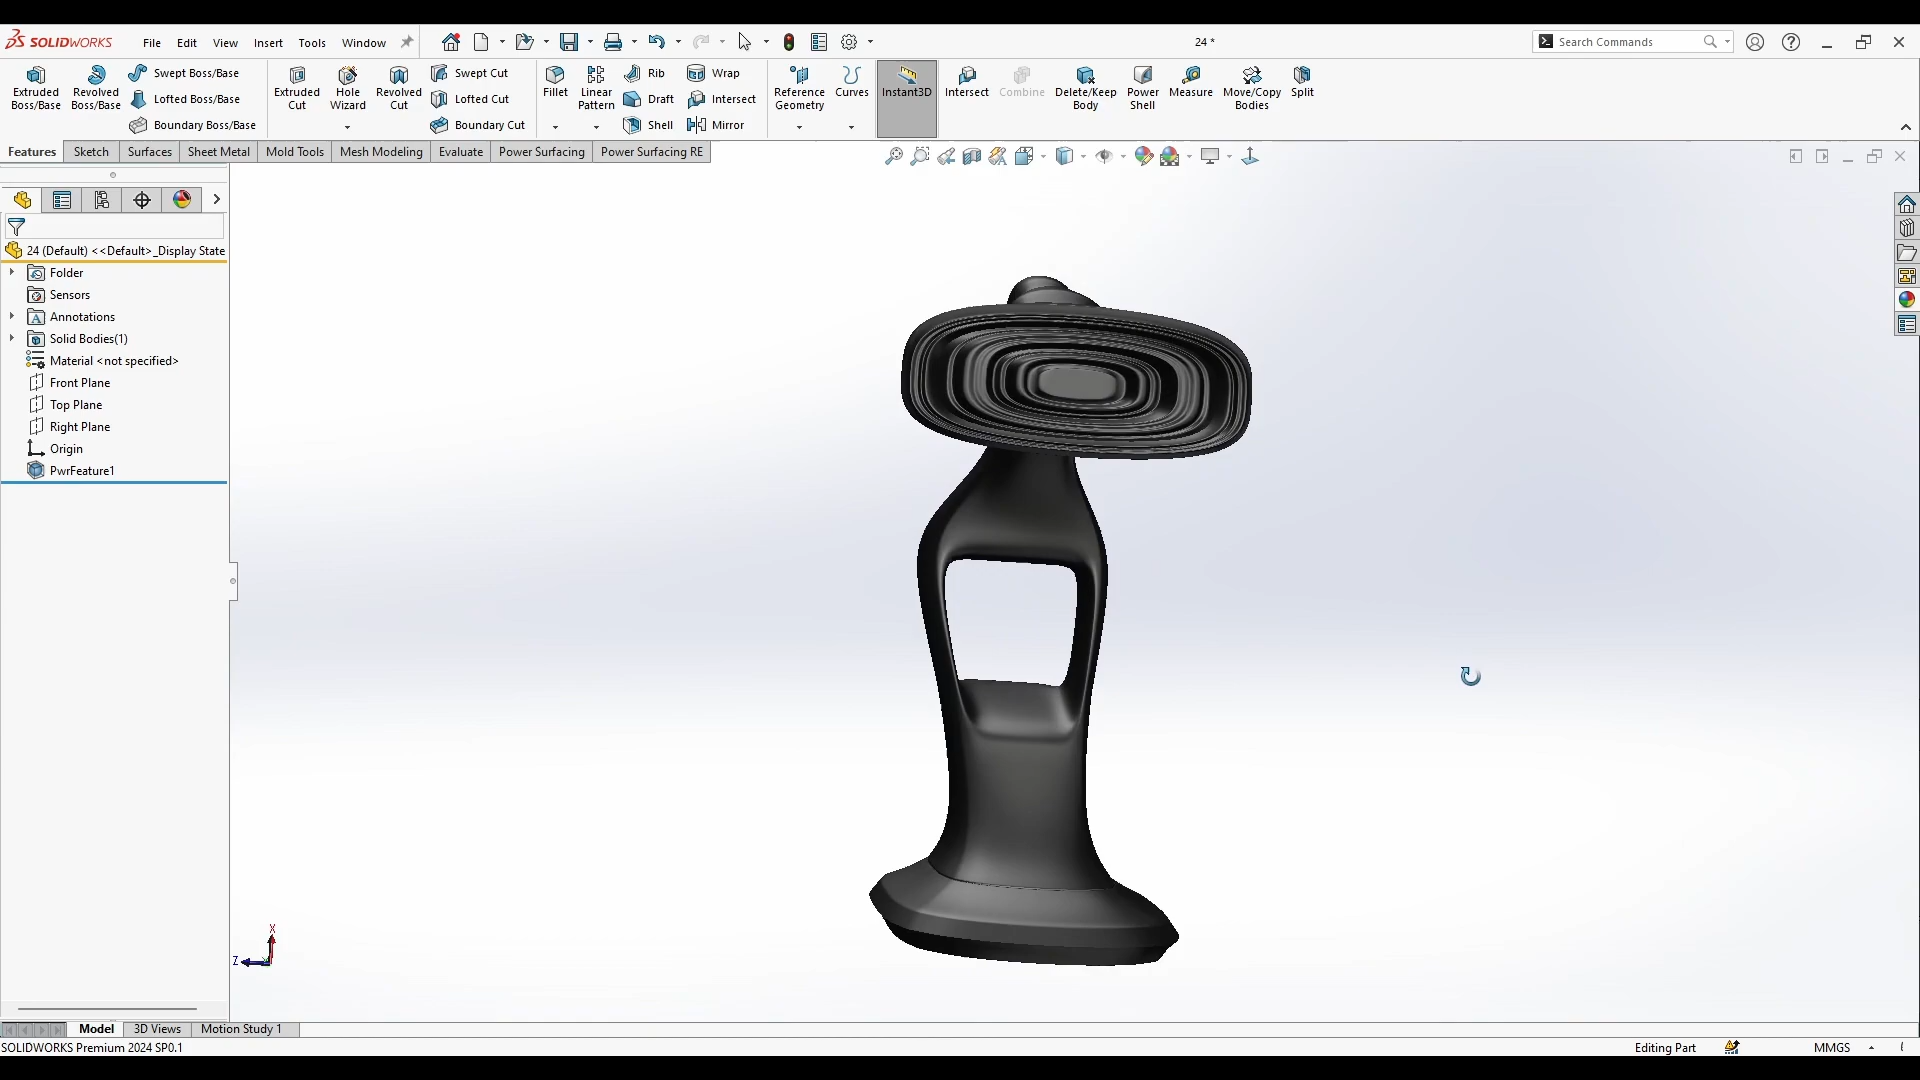 SOLIDWORKS File Edit View Insert Tools Window 24 * Search Commands
Extruded Boss/Base
Revolved Boss/Base
Swept Boss/Base
Lofted Boss/Base
Boundary Boss/Base
Extruded Cut
Hole Wizard
Revolved Cut
Swept Cut
Lofted Cut
Boundary Cut
Fillet
Linear Pattern
Rib
Draft
Shell
Wrap
Intersect
Mirror
Reference Geometry
Curves
Instant3D
Intersect
Combine
Delete/Keep Body
Power Shell
Measure
Move/Copy Bodies
Split
Features Sketch Surfaces Sheet Metal Mold Tools Mesh Modeling Evaluate Power Surfacing Power Surfacing RE
24 (Default) <<Default>_Display State
Folder
Sensors
Annotations
Solid Bodies(1)
Material <not specified>
Front Plane
Top Plane
Right Plane
Origin
PwrFeature1
X
Z
Model 3D Views Motion Study 1
SOLIDWORKS Premium 2024 SP0.1 Editing Part MMGS